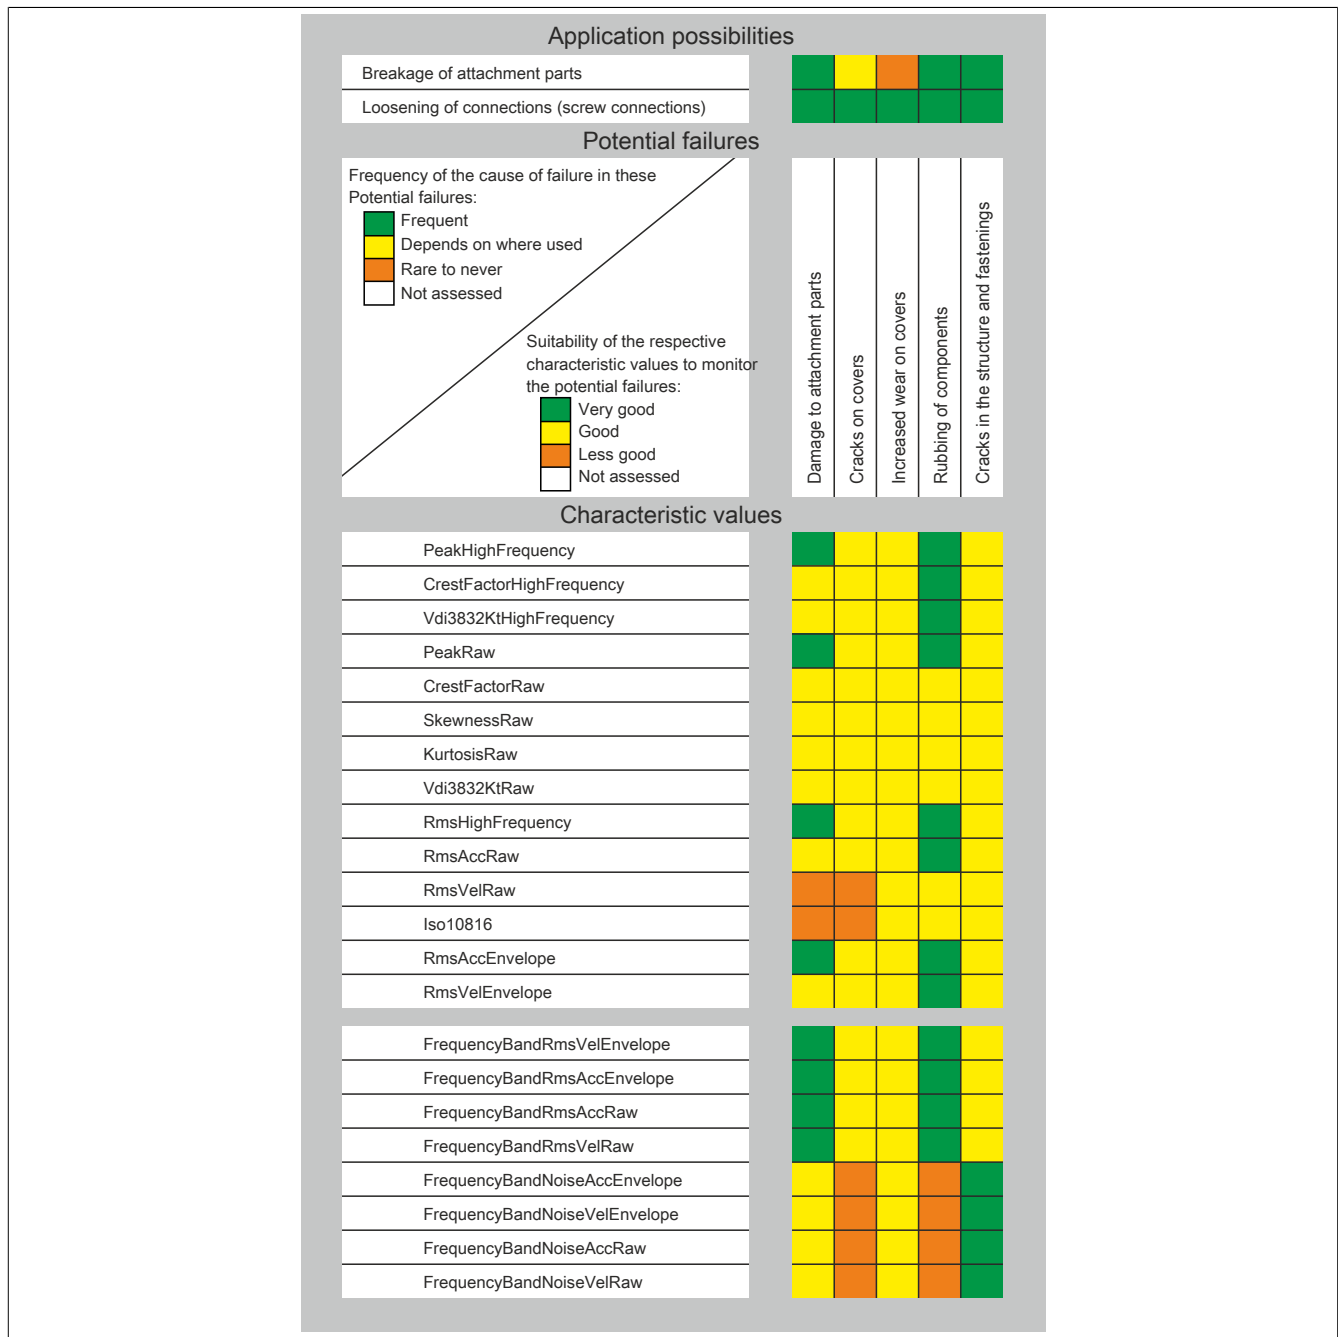 Application possibilities
Breakage of attachment parts
Loosening of connections (screw connections)
Potential failures
Frequency of the cause of failure in these
Potential failures:
Frequent
Depends on where used
Rare to never
Not assessed
Suitability of the respective
characteristic values to monitor
the potential failures:
Very good
Good
Less good
Not assessed
Damage to attachment parts
Cracks on covers
Increased wear on covers
Rubbing of components
Cracks in the structure and fastenings
Characteristic values
PeakHighFrequency
CrestFactorHighFrequency
Vdi3832KtHighFrequency
PeakRaw
CrestFactorRaw
SkewnessRaw
KurtosisRaw
Vdi3832KtRaw
RmsHighFrequency
RmsAccRaw
RmsVelRaw
Iso10816
RmsAccEnvelope
RmsVelEnvelope
FrequencyBandRmsVelEnvelope
FrequencyBandRmsAccEnvelope
FrequencyBandRmsAccRaw
FrequencyBandRmsVelRaw
FrequencyBandNoiseAccEnvelope
FrequencyBandNoiseVelEnvelope
FrequencyBandNoiseAccRaw
FrequencyBandNoiseVelRaw